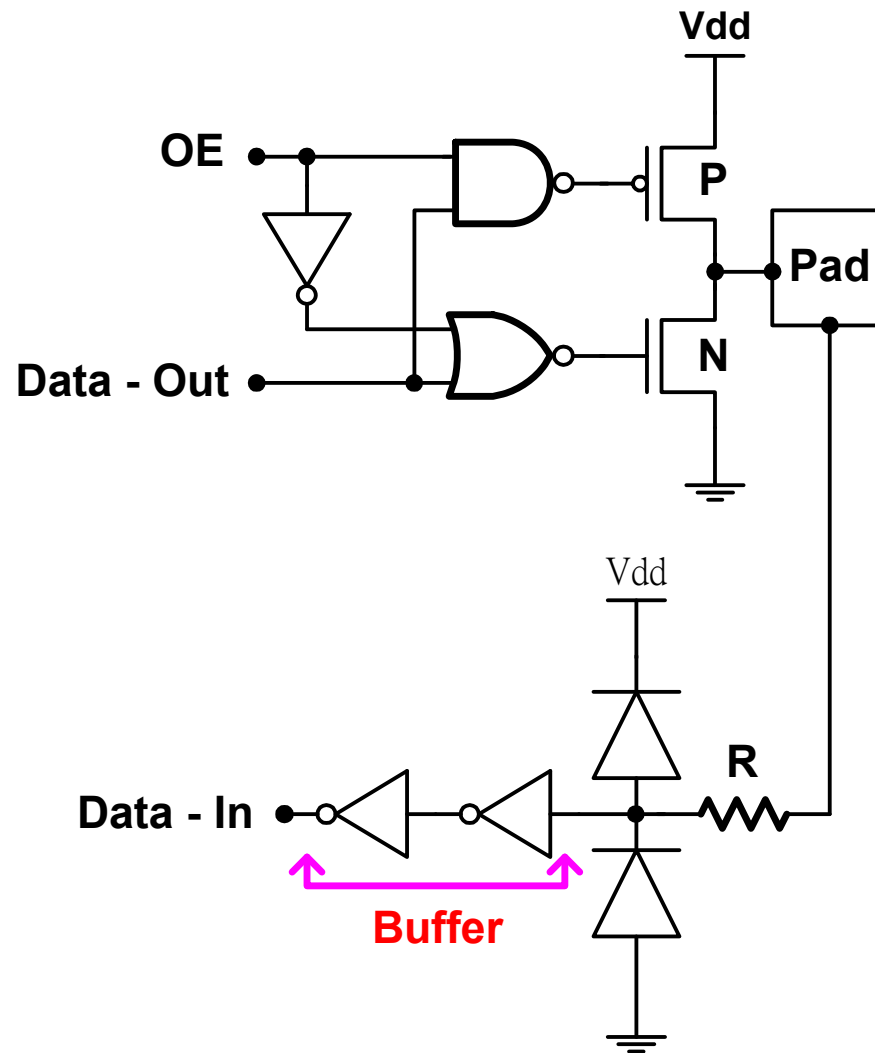 Vdd
OE
P
Pad
N
Data - Out
Vdd
R
Data - In
Buffer